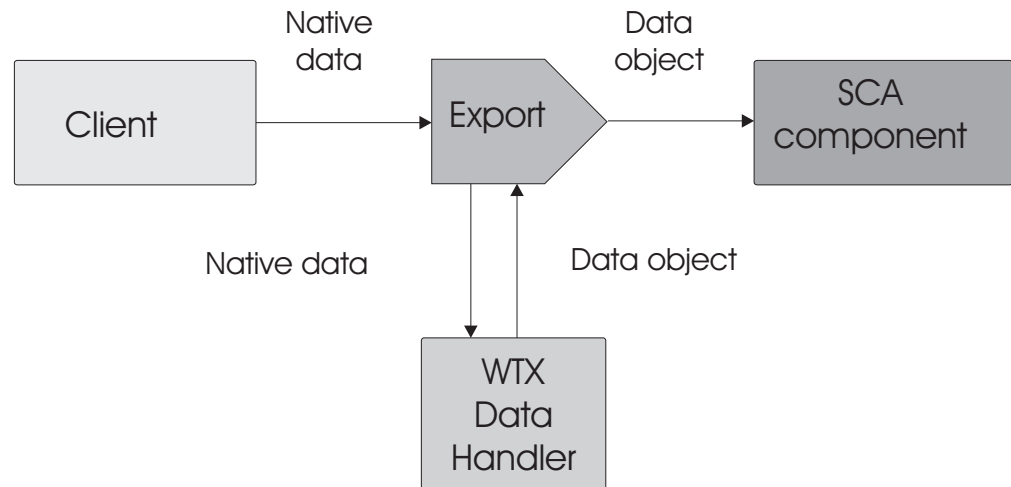 Native
data
Data
object
Client
Export
SCA
component
Native data
Data object
WTX
Data
Handler